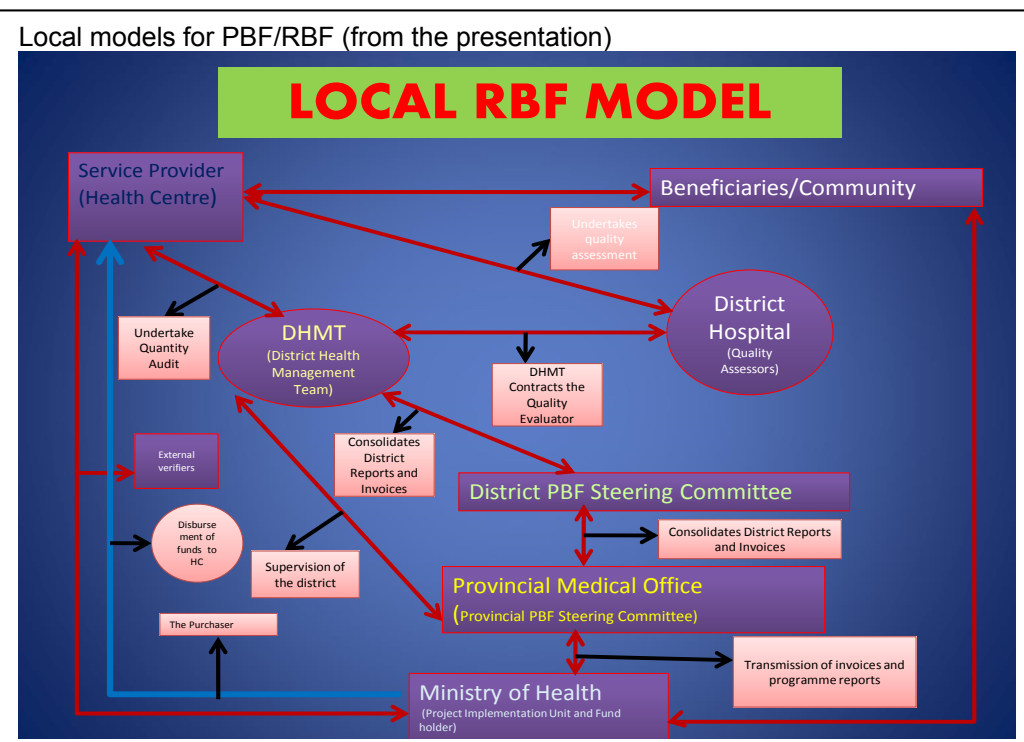 Local models for PBF/RBF (from the presentation)
LOCAL RBF MODEL
Service Provider
(Health Centre)
Beneficiaries/Community
Undertakes
quality
assessment
District
Hospital
(Quality
Assessors)
Undertake
Quantity
Audit
DHMT
(District Health
Management
Team)
DHMT
Contracts the
Quality
Evaluator
Consolidates
District
Reports and
Invoices
External
verifiers
District PBF Steering Committee
Disburse
ment of
funds to
HC
Consolidates District Reports
and Invoices
Supervision of
the district
Provincial Medical Office
(Provincial PBF Steering Committee)
The Purchaser
Transmission of invoices and
programme reports
Ministry of Health
(Project Implementation Unit and Fund
holder)